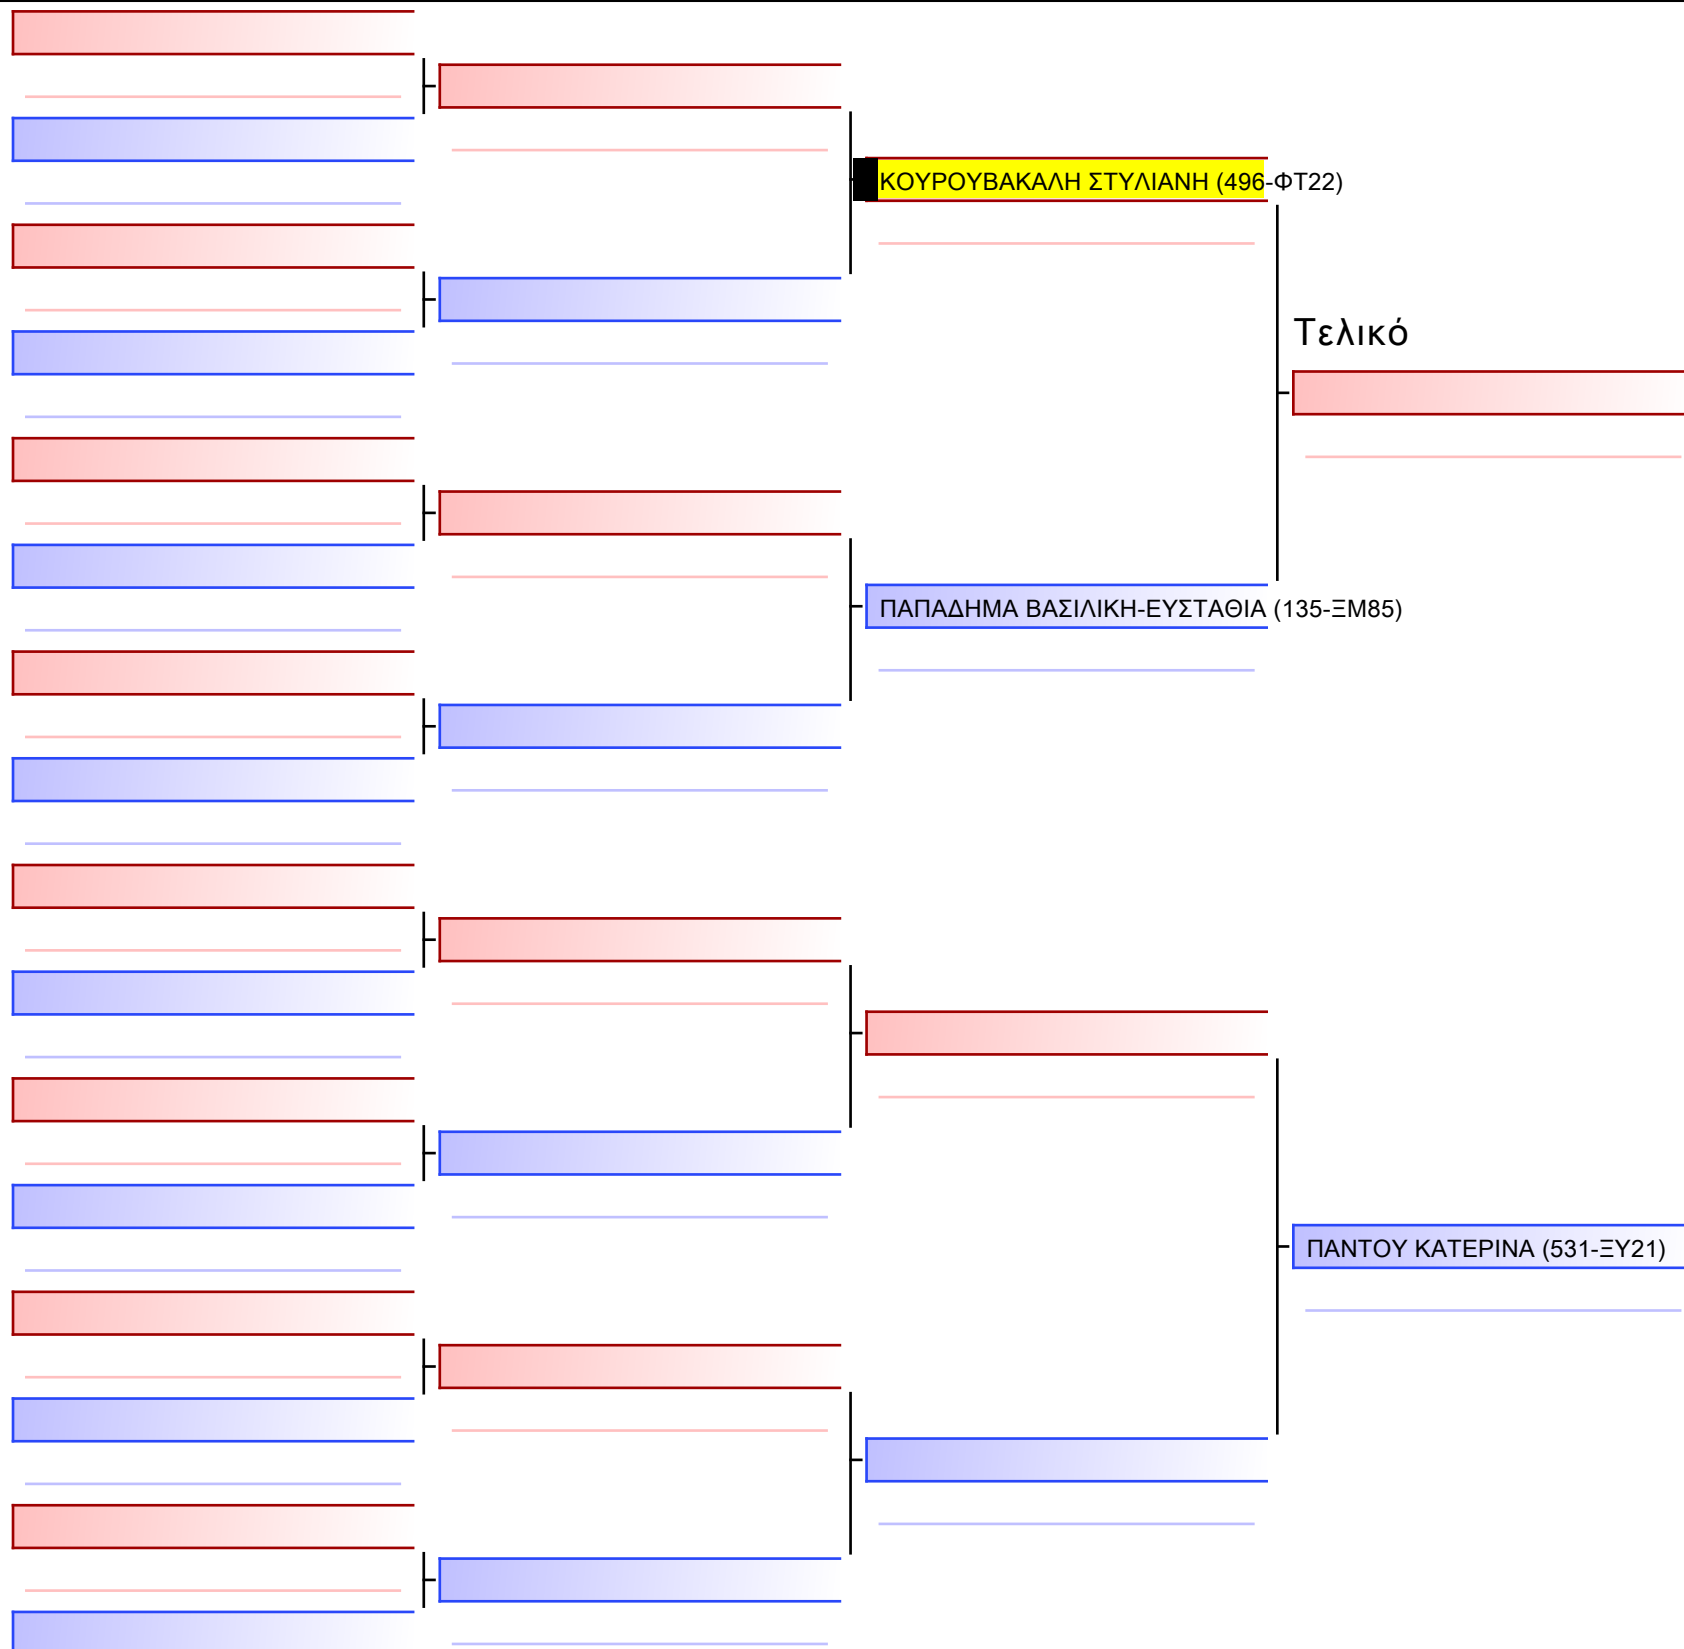 ΚΟΥΡΟΥΒΑΚΑΛΗ ΣΤΥΛΙΑΝΗ (496-ΦΤ22)
Τελικό
ΠΑΠΑΔΗΜΑ ΒΑΣΙΛΙΚΗ-ΕΥΣΤΑΘΙΑ (135-ΞΜ85)
ΠΑΝΤΟΥ ΚΑΤΕΡΙΝΑ (531-ΞΥ21)